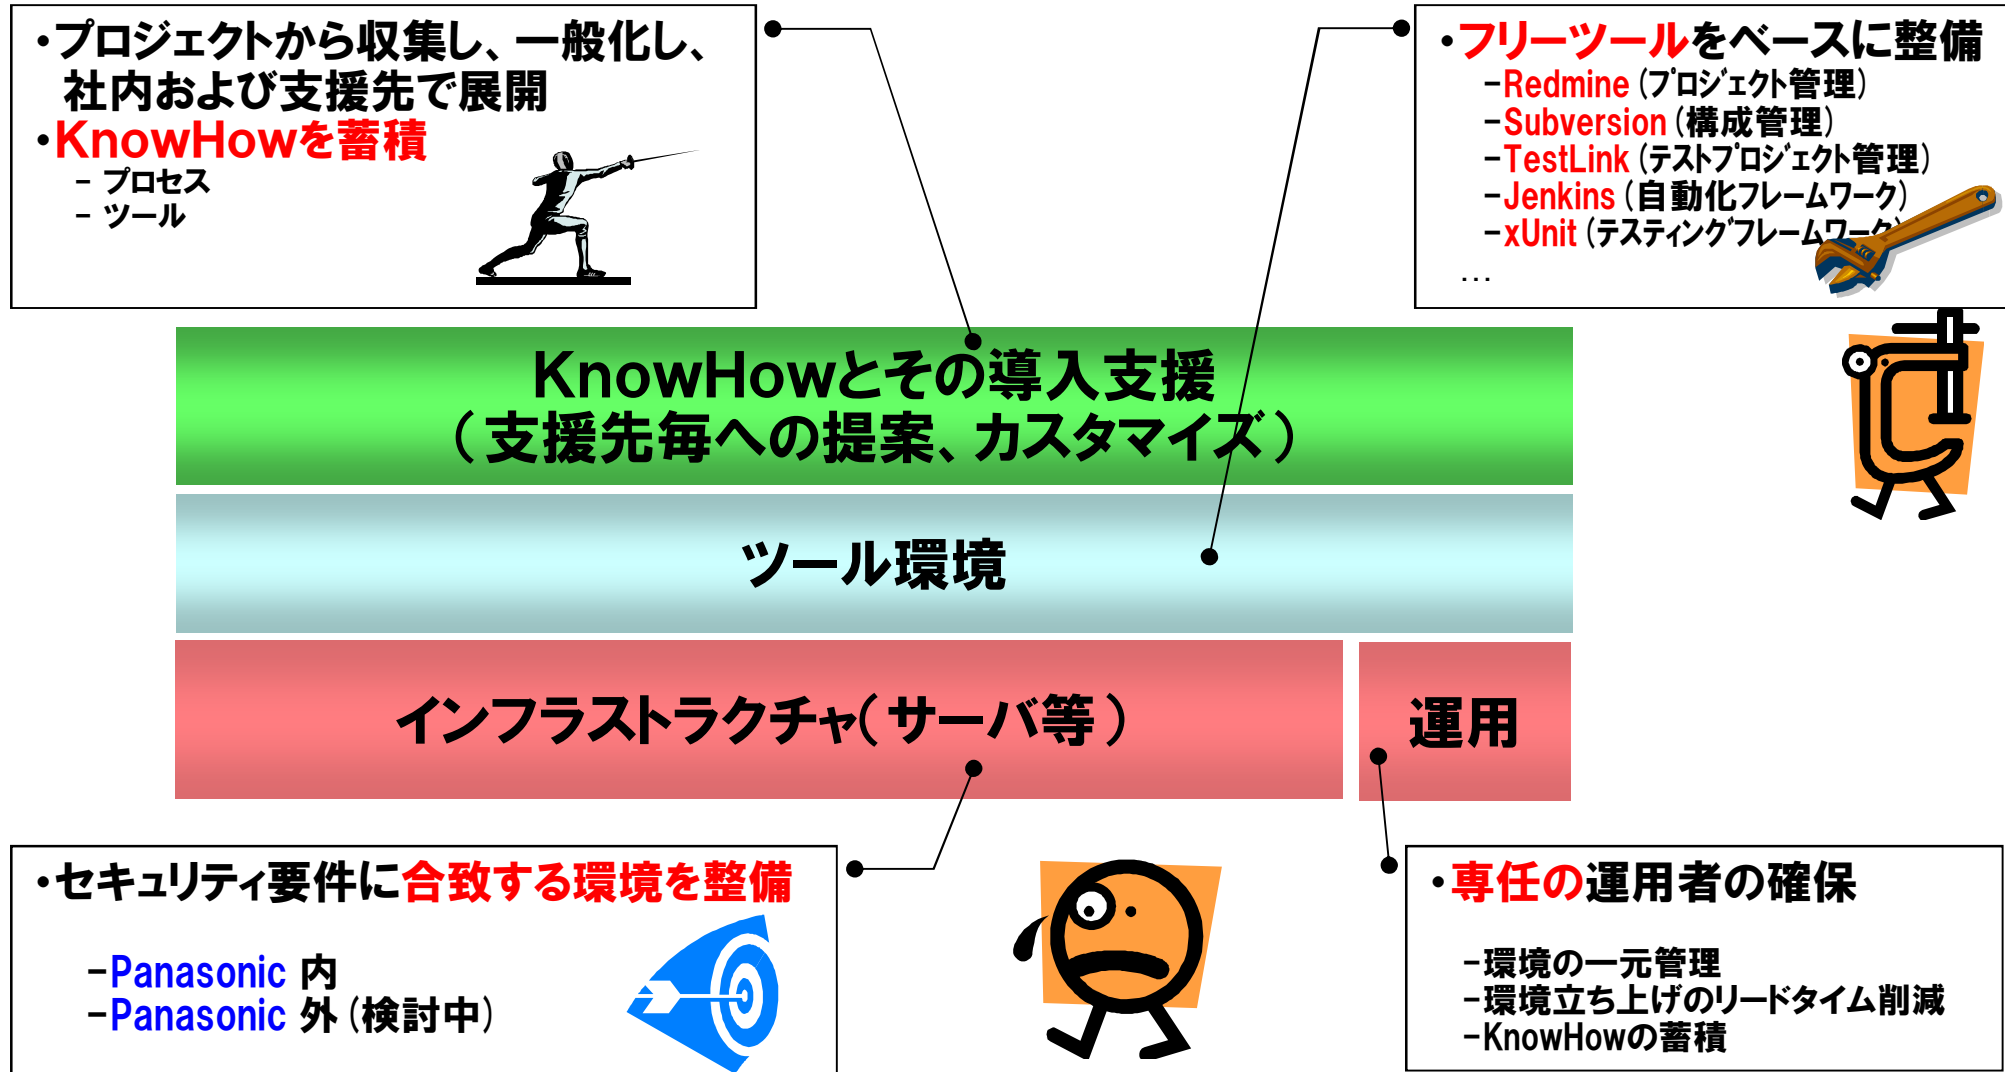 ・プロジェクトから収集し、一般化し、
社内および支援先で展開
・KnowHowを蓄積
- プロセス
- ツール
・フリーツールをベースに整備
-Redmine (プロジェクト管理)
-Subversion (構成管理)
-TestLink (テストプロジェクト管理)
-Jenkins (自動化フレームワーク)
-xUnit (テスティングフレームワーク)
…
KnowHowとその導入支援
(支援先毎への提案、カスタマイズ)
ツール環境
インフラストラクチャ(サーバ等)
運用
・セキュリティ要件に合致する環境を整備
-Panasonic 内
-Panasonic 外 (検討中)
・専任の運用者の確保
-環境の一元管理
-環境立ち上げのリードタイム削減
-KnowHowの蓄積